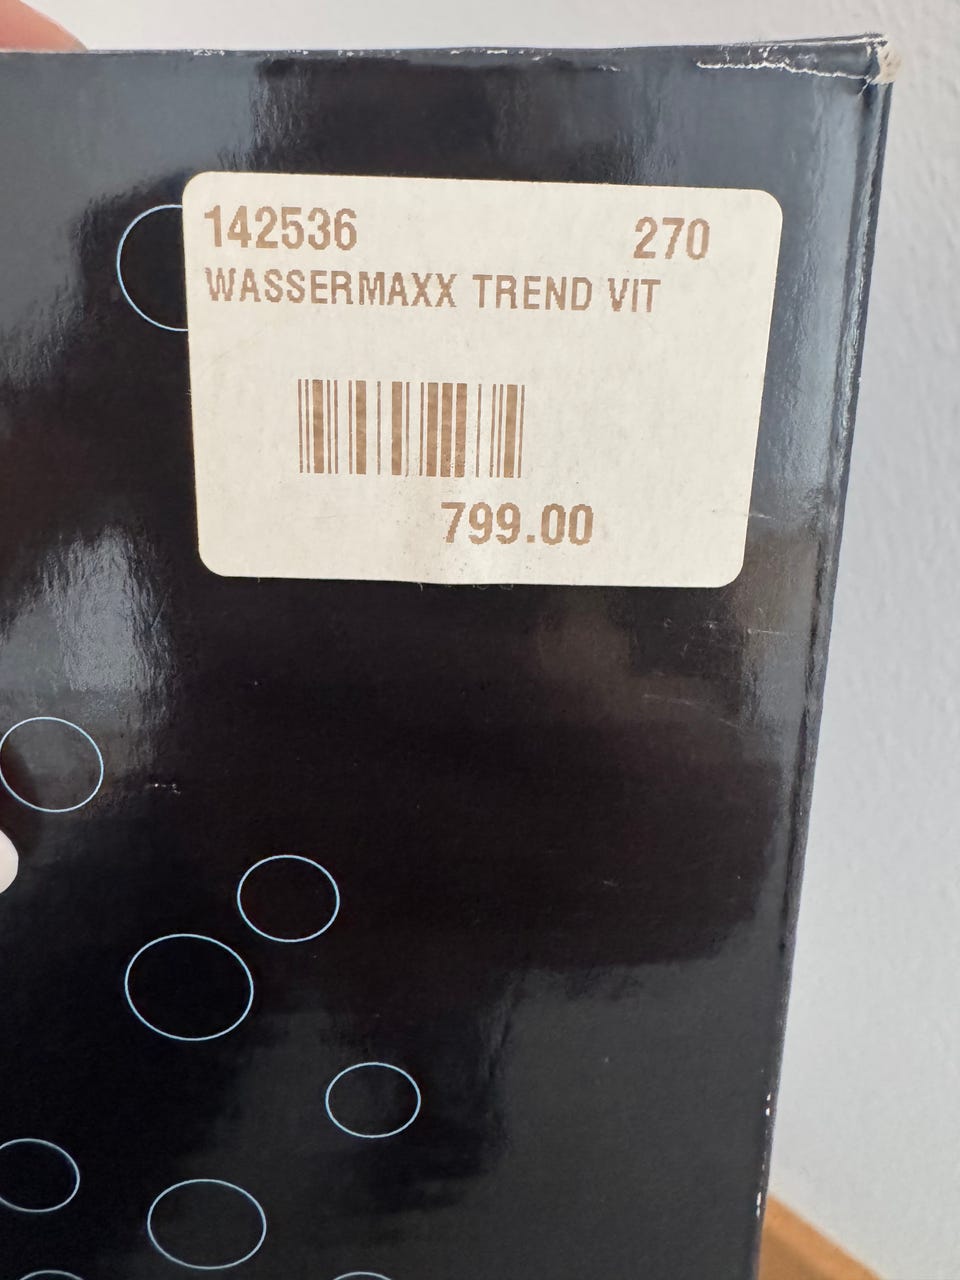 142536 270
WASSERMAXX TREND VIT
799.00